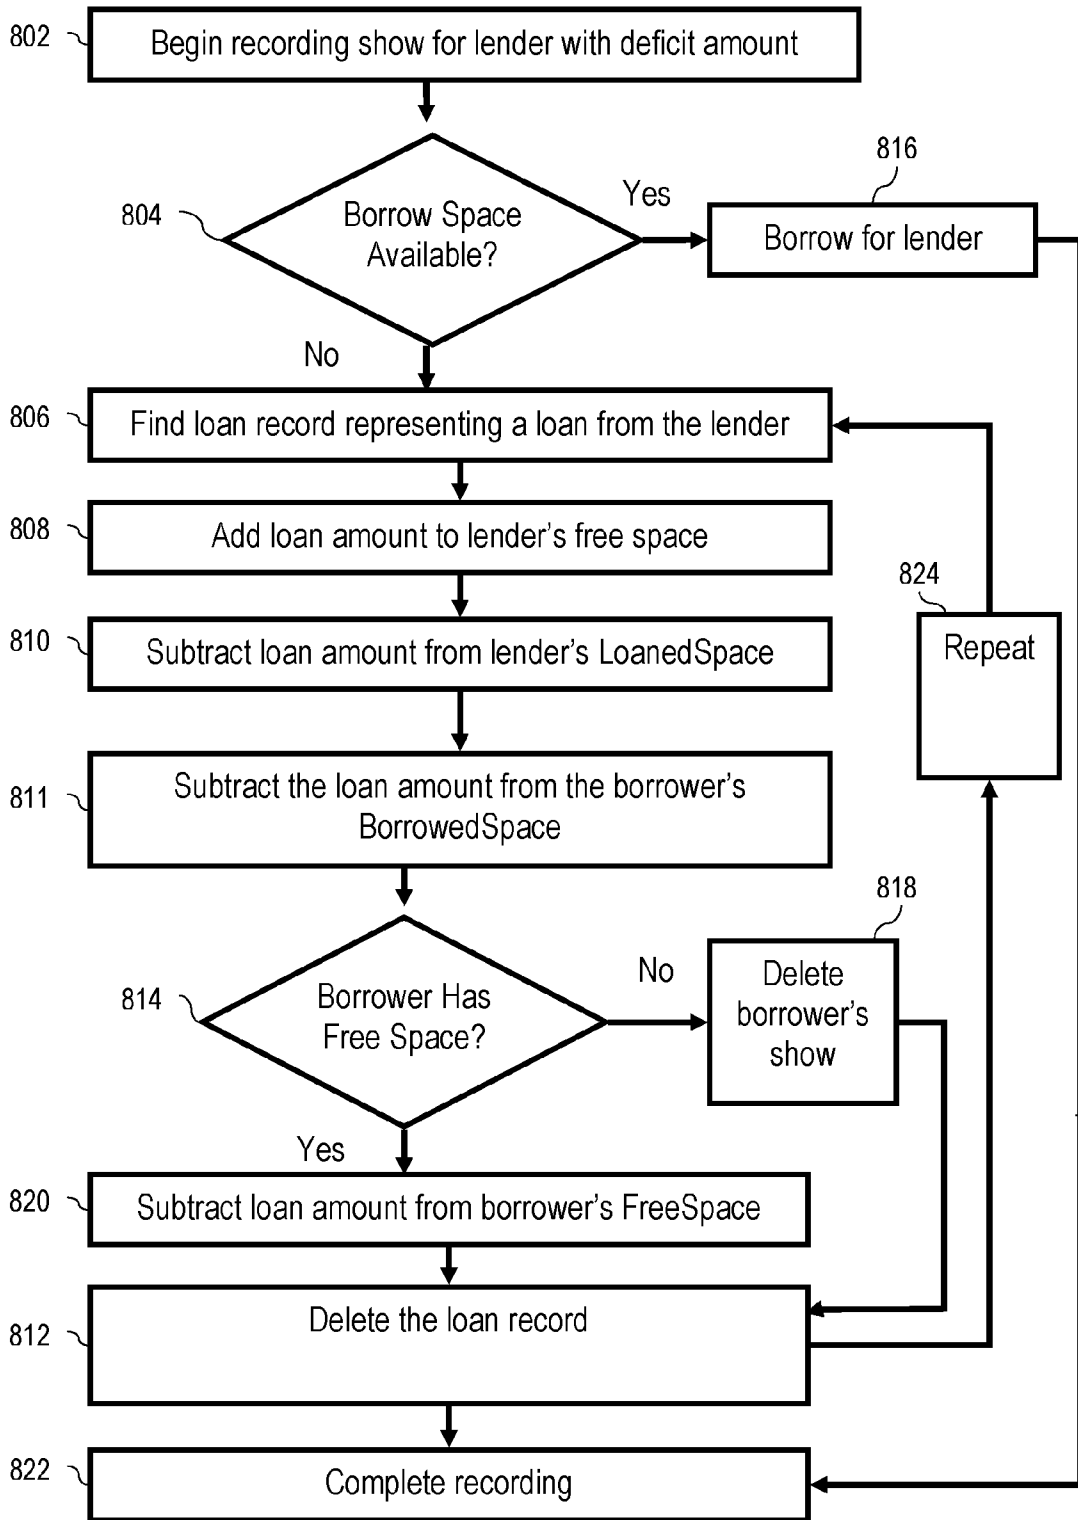 802
Begin recording show for lender with deficit amount
816
804
Borrow Space
Available?
Yes
Borrow for lender
No
806
Find loan record representing a loan from the lender
808
Add loan amount to lender's free space
824
Repeat
810
Subtract loan amount from lender's LoanedSpace
811
Subtract the loan amount from the borrower's
BorrowedSpace
818
814
Borrower Has
Free Space?
No
Delete
borrower's
show
Yes
820
Subtract loan amount from borrower's FreeSpace
812
Delete the loan record
822
Complete recording